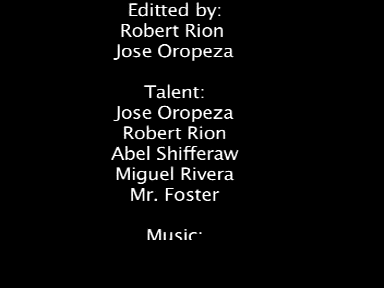 Editted by:
Robert Rion
Jose Oropeza
Talent:
Jose Oropeza
Robert Rion
Abel Shifferaw
Miguel Rivera
Mr. Foster
Music: